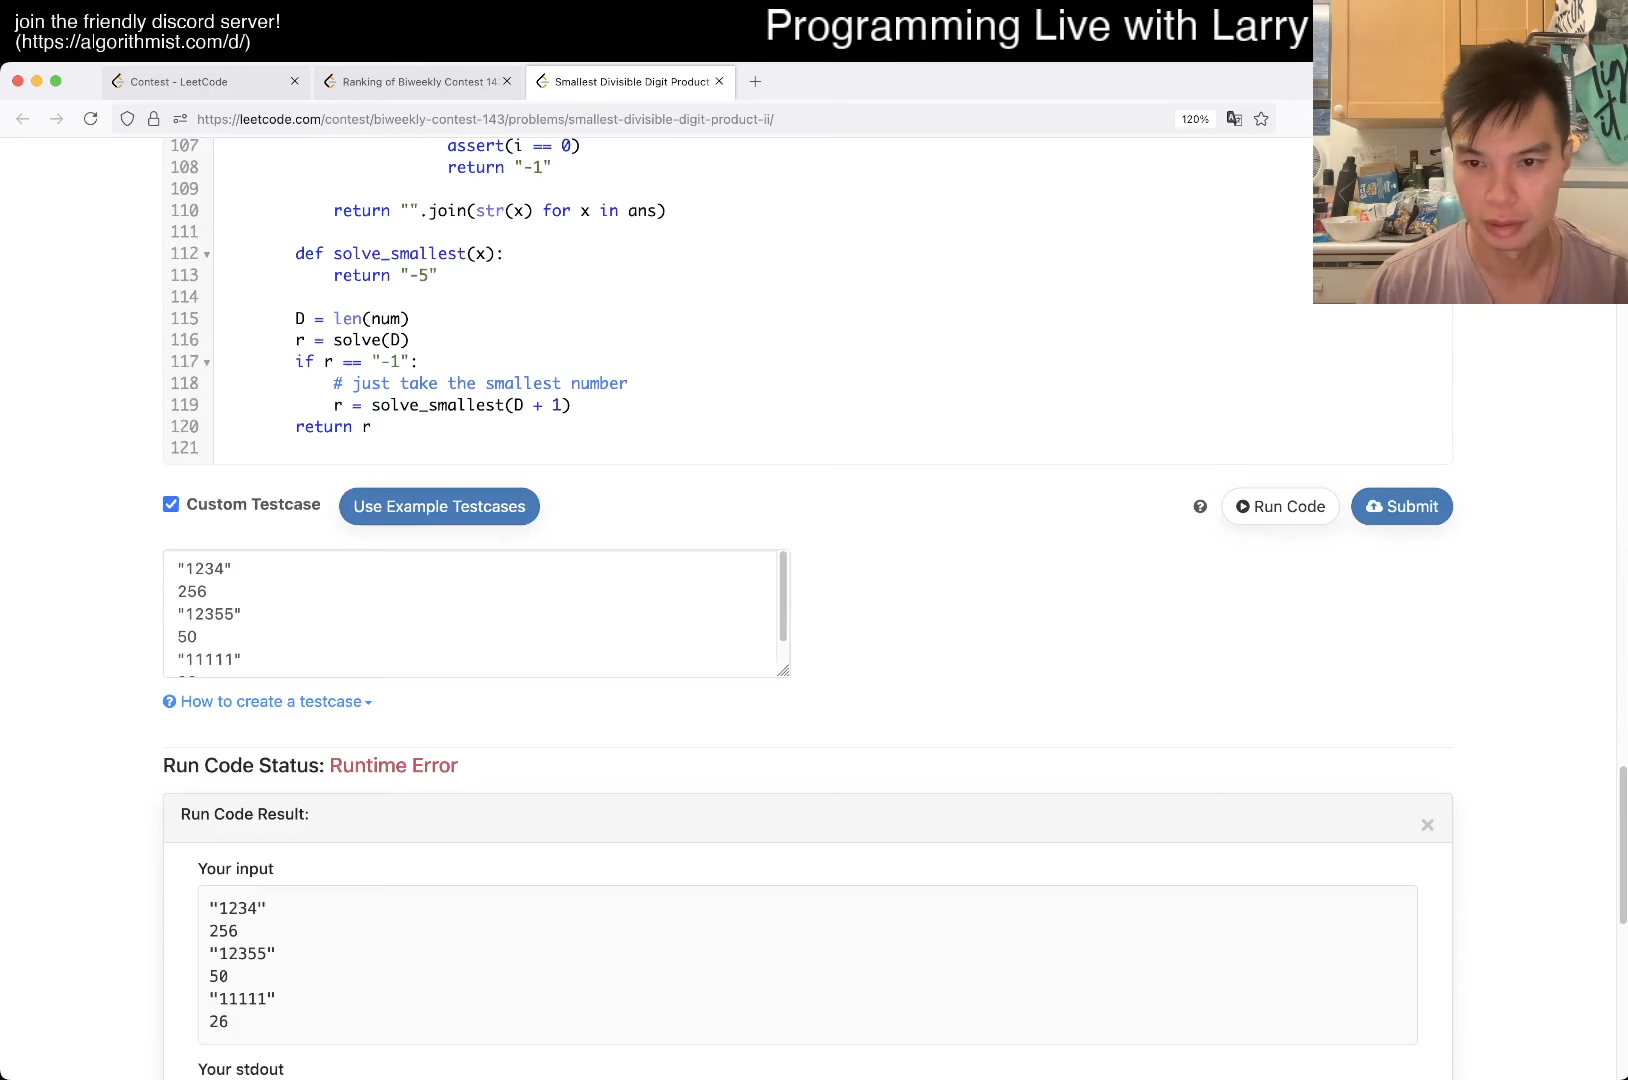 join the friendly discord server!
(https://algorithmist.com/d/)
Programming Live with Larry
Contest - LeetCode
Ranking of Biweekly Contest 14
Smallest Divisible Digit Product
https://leetcode.com/contest/biweekly-contest-143/problems/smallest-divisible-digit-product-ii/
120%
107 assert(i == 0)
108 return "-1"
109
110 return "".join(str(x) for x in ans)
111
112 def solve_smallest(x):
113 return "-5"
114
115 D = len(num)
116 r = solve(D)
117 if r == "-1":
118 # just take the smallest number
119 r = solve_smallest(D + 1)
120 return r
121
Custom Testcase
Use Example Testcases
Run Code
Submit
"1234"
256
"12355"
50
"11111"
How to create a testcase
Run Code Status: Runtime Error
Run Code Result:
Your input
"1234"
256
"12355"
50
"11111"
26
Your stdout